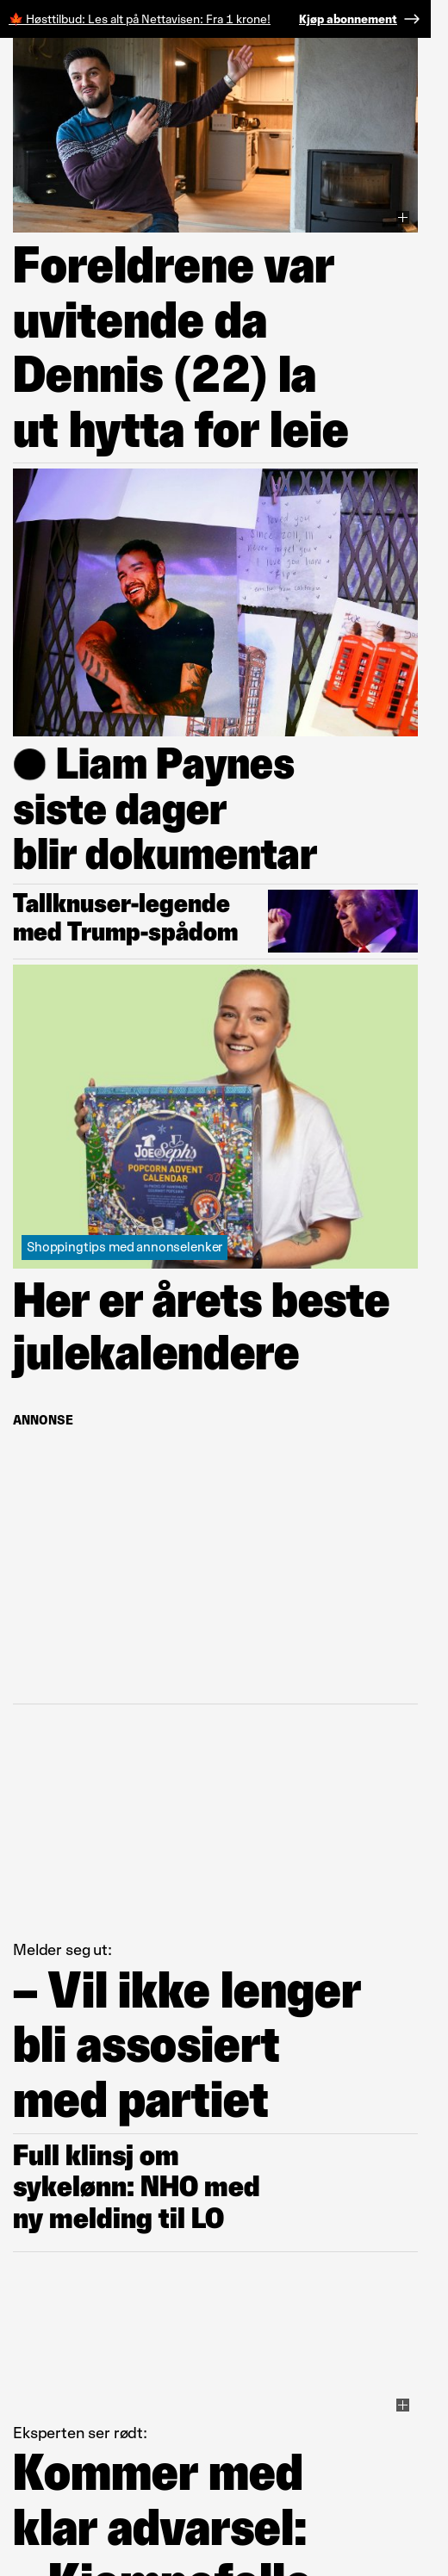 🍁 Høsttilbud: Les alt på Nettavisen: Fra 1 krone! Kjøp abonnement →
Foreldrene var
uvitende da
Dennis (22) la
ut hytta for leie
Liam Paynes
siste dager
blir dokumentar
Tallknuser-legende
med Trump-spådom
JOE & Seph's
POPCORN ADVENT
CALENDAR
Shoppingtips med annonselenker
Her er årets beste
julekalendere
ANNONSE
Melder seg ut:
– Vil ikke lenger
bli assosiert
med partiet
Full klinsj om
sykelønn: NHO med
ny melding til LO
Eksperten ser rødt:
Kommer med
klar advarsel: